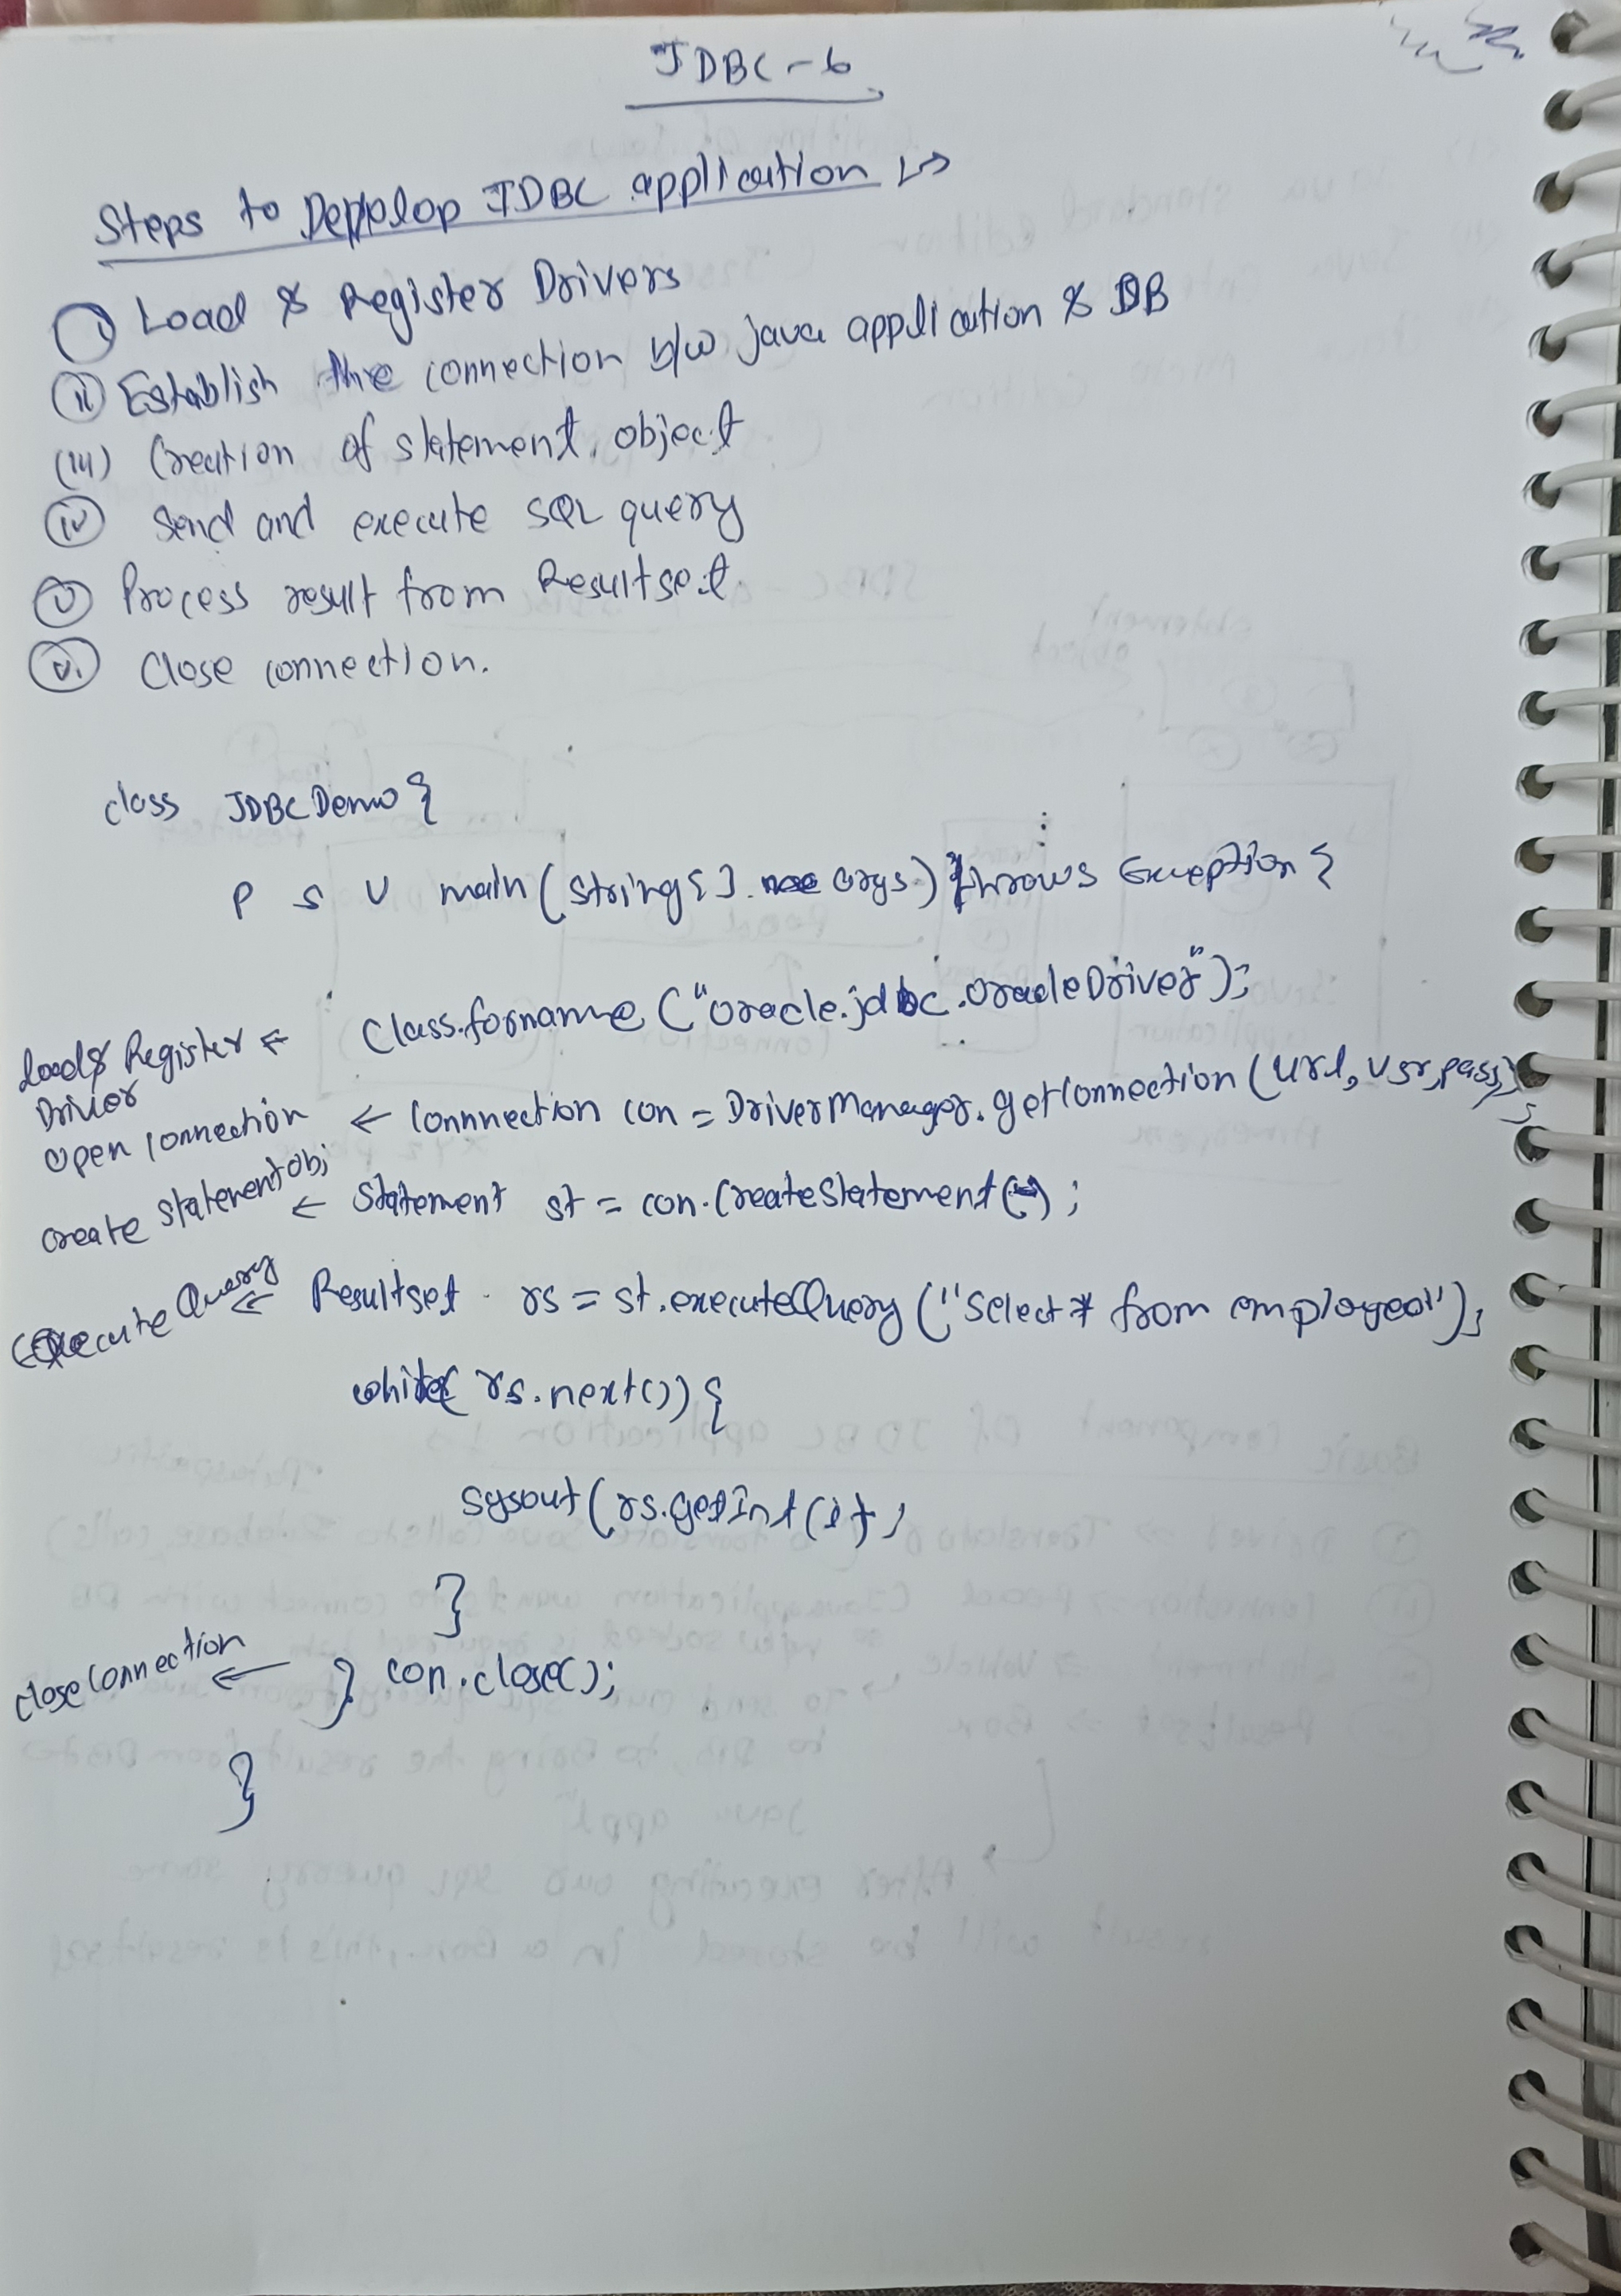 JDBC-6
Steps to Develop JDBC application
(i) Load & Register Drivers
(ii) Establish the connection b/w java application & DB
(iii) Creation of statement object
(iv) Send and execute SQL query
(v) Process result from Resultset.
(vi) Close connection.
class JDBCDemo {
P S V main(String[] args) throws Exception {
Load & Register Driver ← Class.forname("oracle.jdbc.OracleDriver");
open connection ← Connnection con = DriverManager.getConnection(url, usr, pass);
create statement obj ← Statement st = con.CreateStatement();
Execute Query ← Resultset rs = st.executeQuery("Select * from employee");
while(rs.next()) {
sysout(rs.getInt(
}
close connection ← } con.close();
}